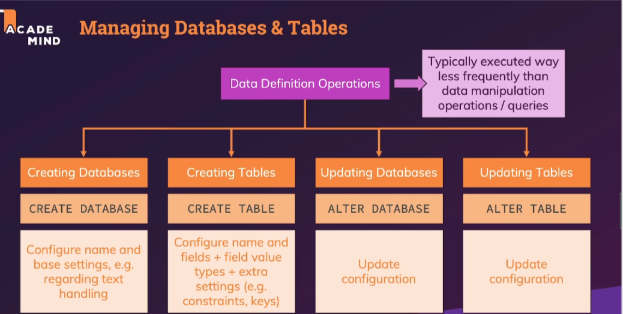 ACADE
MIND
Managing Databases & Tables
Data Definition Operations
Typically executed way
less frequently than
data manipulation
operations / queries
Creating Databases
Creating Tables
Updating Databases
Updating Tables
CREATE DATABASE
CREATE TABLE
ALTER DATABASE
ALTER TABLE
Configure name and
base settings, e.g.
regarding text
handling
Configure name and
fields + field value
types + extra
settings (e.g.
constraints, keys)
Update
configuration
Update
configuration